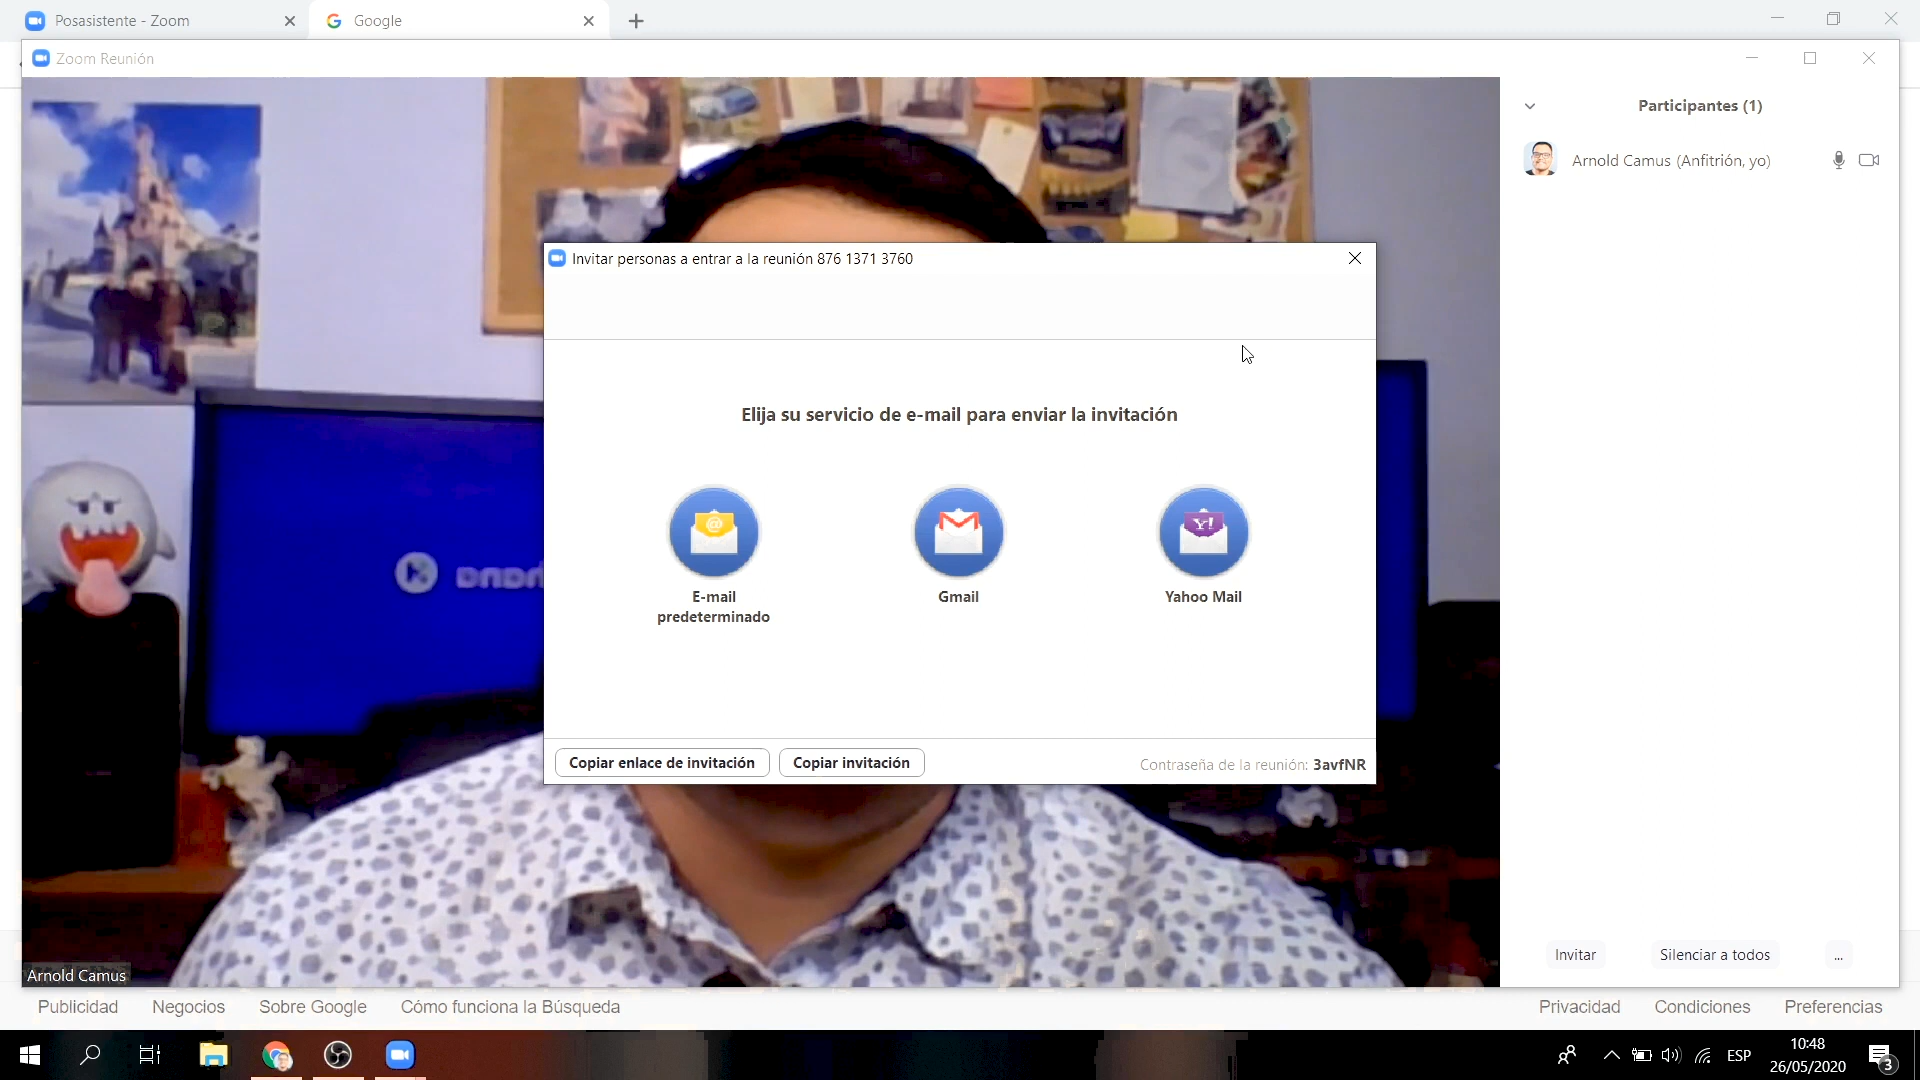 Posasistente - Zoom
Google
Zoom Reunión
Participantes (1)
Arnold Camus (Anfitrión, yo)
Invitar personas a entrar a la reunión 876 1371 3760
Elija su servicio de e-mail para enviar la invitación
@
Y!
E-mail
predeterminado
Gmail
Yahoo Mail
Copiar enlace de invitación
Copiar invitación
Contraseña de la reunión: 3avfNR
Invitar
Silenciar a todos
...
Arnold Camus
Publicidad
Negocios
Sobre Google
Cómo funciona la Búsqueda
Privacidad
Condiciones
Preferencias
ESP
10:48
26/05/2020
3